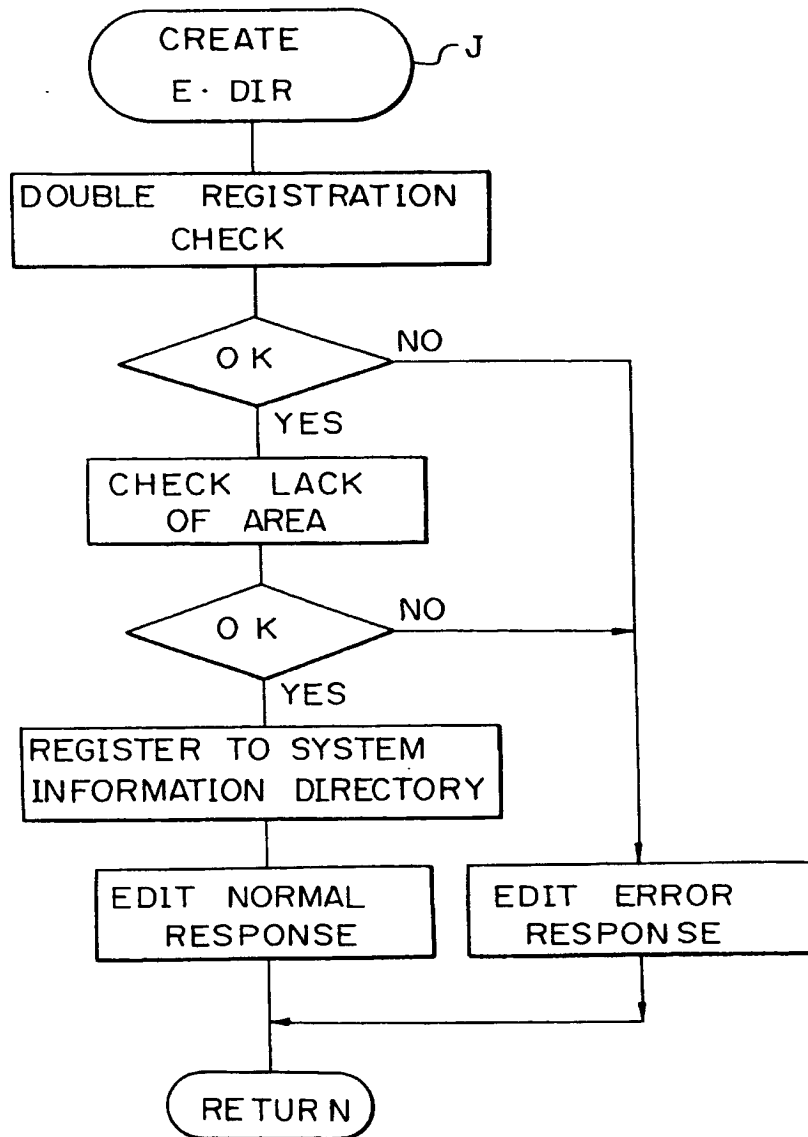 CREATE
E· DIR
J
DOUBLE REGISTRATION
CHECK
OK
NO
YES
CHECK LACK
OF AREA
OK
NO
YES
REGISTER TO SYSTEM
INFORMATION DIRECTORY
EDIT NORMAL
RESPONSE
EDIT ERROR
RESPONSE
RETURN